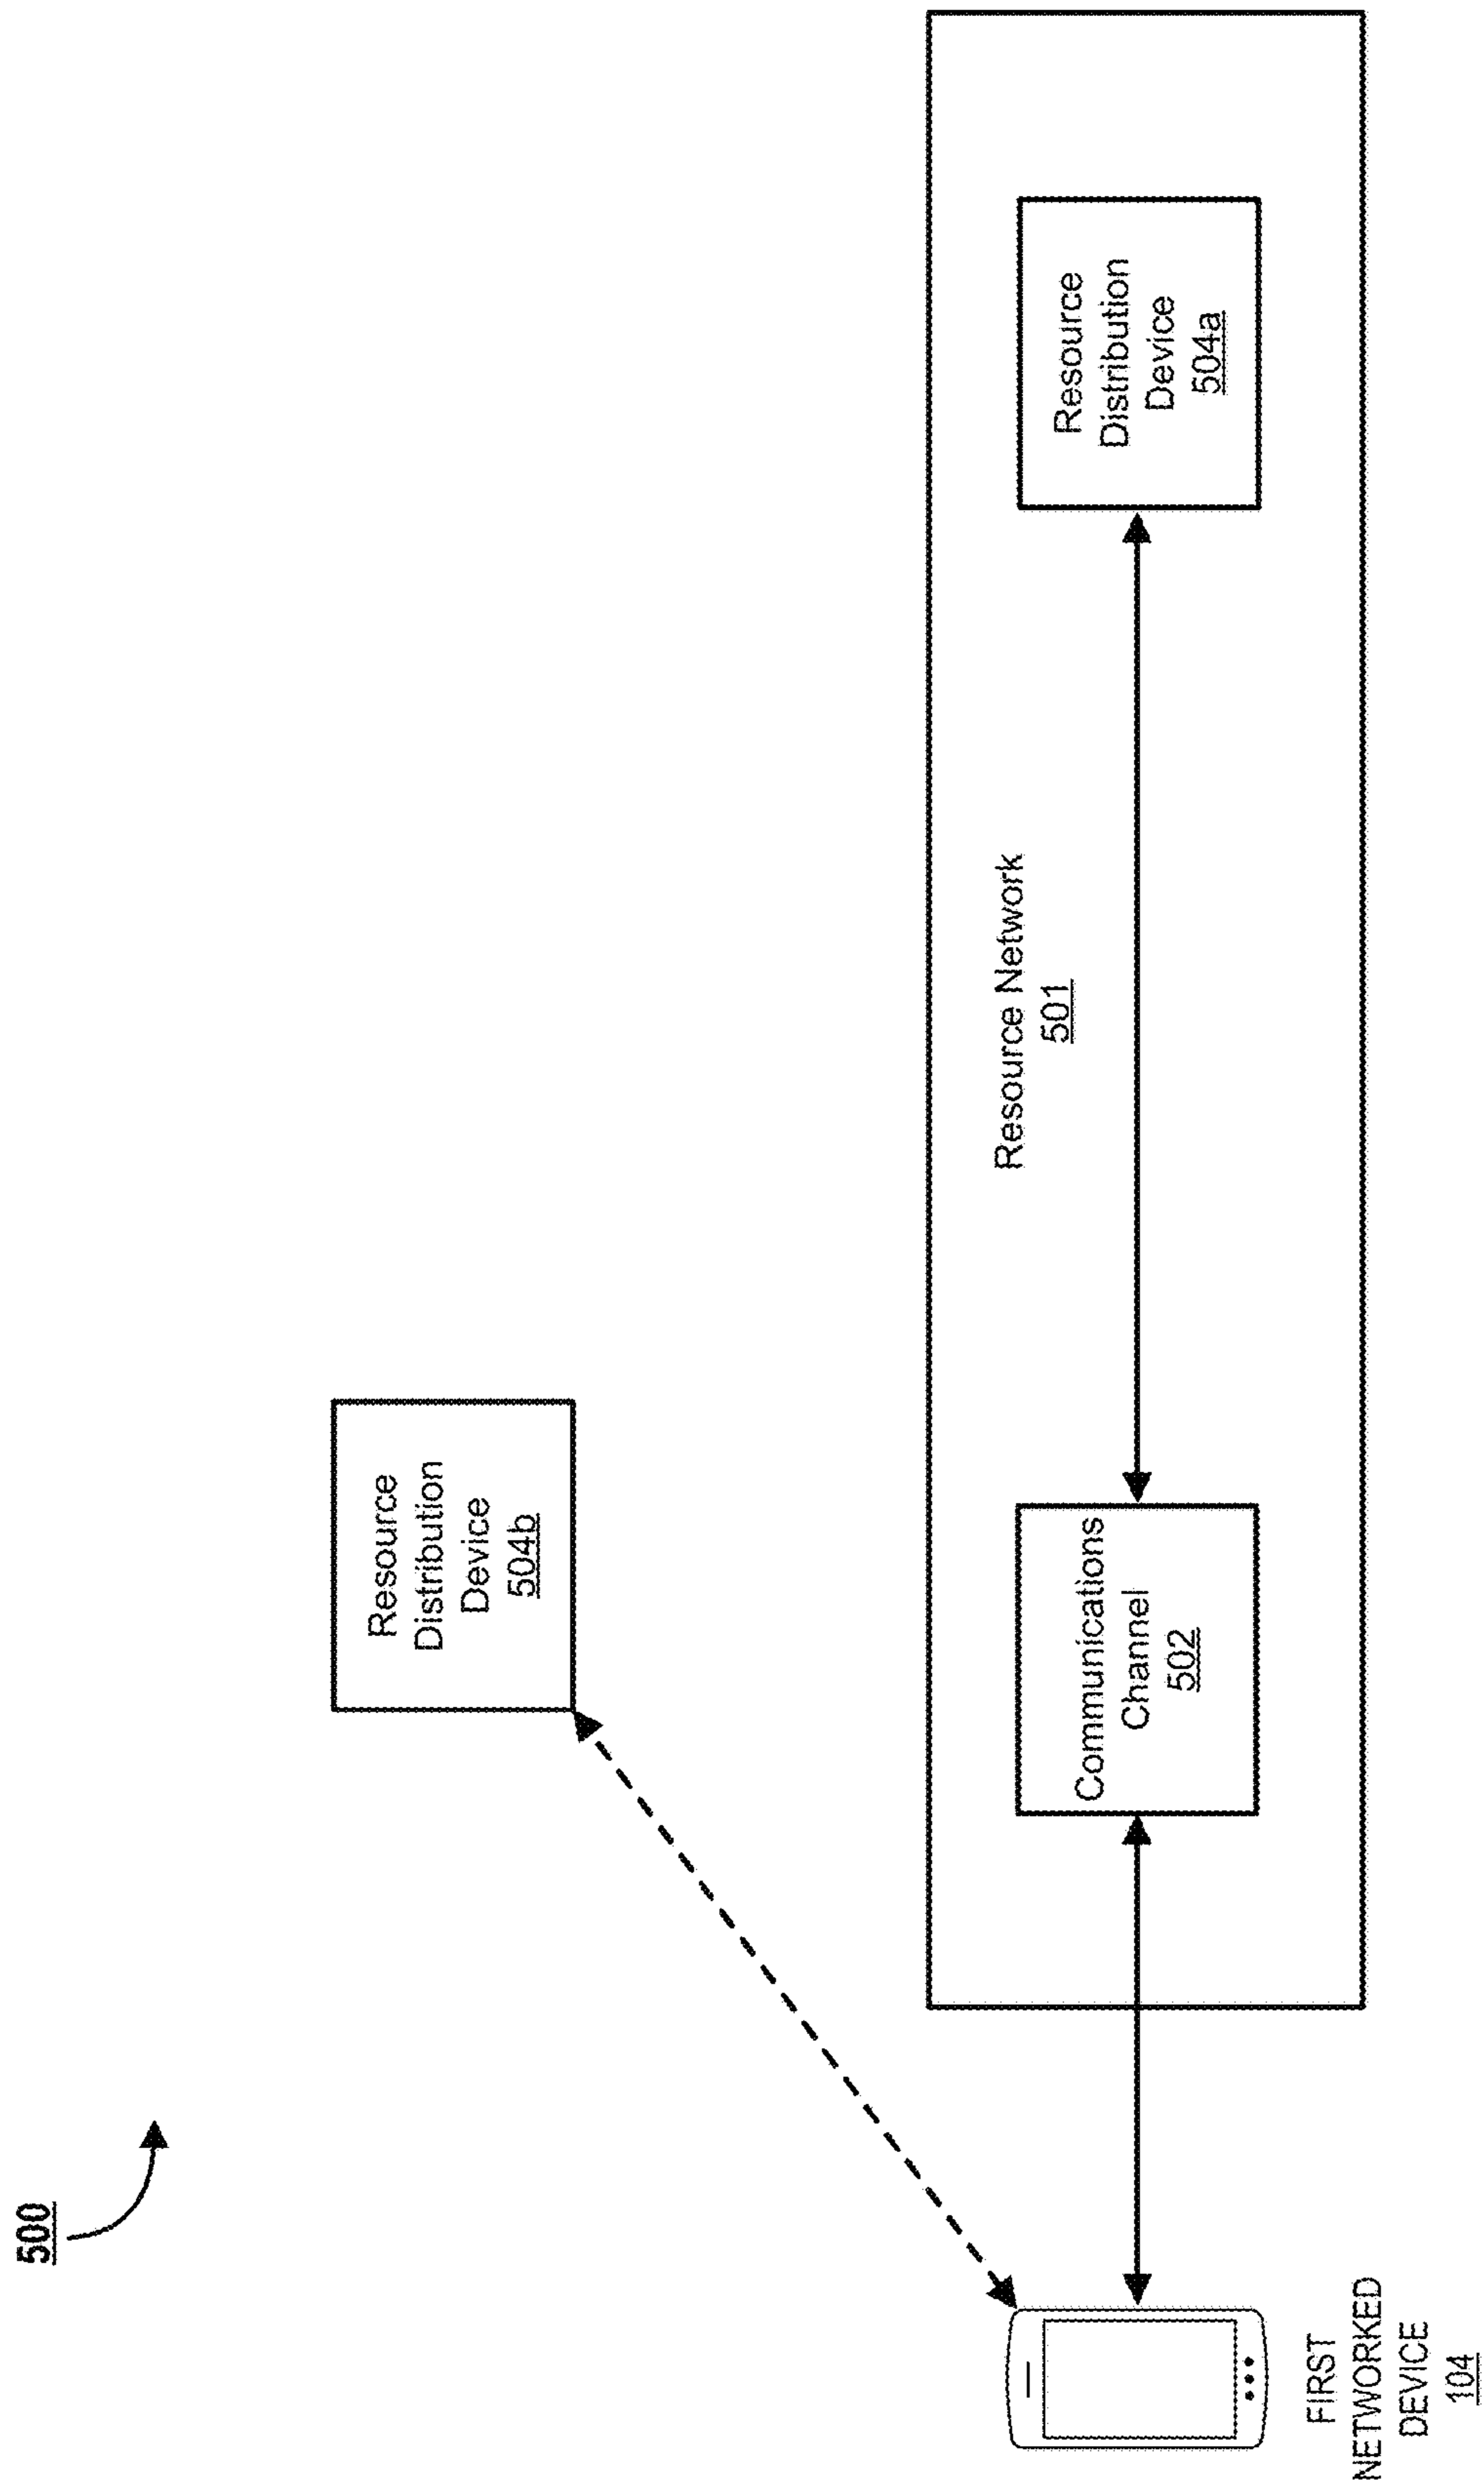 500
Resource
Distribution
Device
504b
Resource Network
501
Communications
Channel
502
Resource
Distribution
Device
504a
FIRST
NETWORKED
DEVICE
104